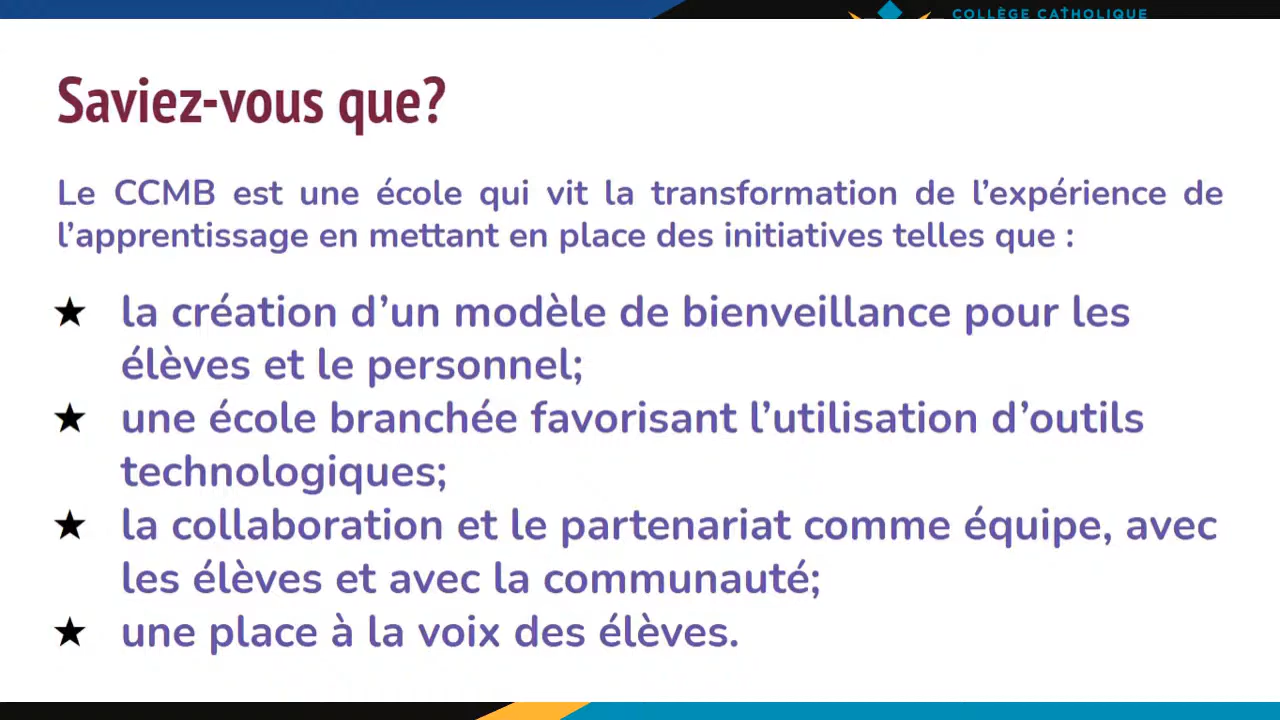 COLLÈGE CATHOLIQUE
Saviez-vous que?
Le CCMB est une école qui vit la transformation de l’expérience de
l’apprentissage en mettant en place des initiatives telles que :
★ la création d’un modèle de bienveillance pour les
élèves et le personnel;
★ une école branchée favorisant l’utilisation d’outils
technologiques;
★ la collaboration et le partenariat comme équipe, avec
les élèves et avec la communauté;
★ une place à la voix des élèves.